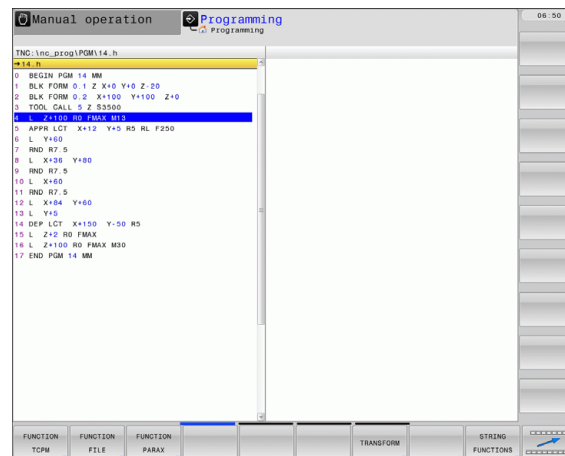 Manual operation
Programming
Programming
06:50
TNC:\nc_prog\PGM\14.h
→14.h
0 BEGIN PGM 14 MM
1 BLK FORM 0.1 Z X+0 Y+0 Z-20
2 BLK FORM 0.2 X+100 Y+100 Z+0
3 TOOL CALL 5 Z S3500
4 L Z+100 R0 FMAX M13
5 APPR LCT X+12 Y+5 R5 RL F250
6 L Y+60
7 RND R7.5
8 L X+36 Y+80
9 RND R7.5
10 L X+60
11 RND R7.5
12 L X+84 Y+60
13 L Y+5
14 DEP LCT X+150 Y-50 R5
15 L Z+2 R0 FMAX
16 L Z+100 R0 FMAX M30
17 END PGM 14 MM
FUNCTION TCPM
FUNCTION FILE
FUNCTION PARAX
TRANSFORM
STRING FUNCTIONS